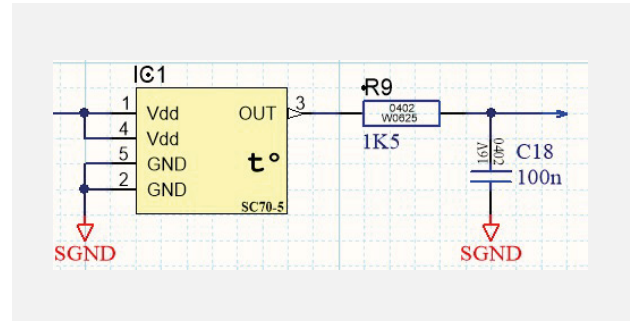 IC1
1
Vdd
OUT
3
4
Vdd
5
GND
t°
2
GND
SC70-5
SGND
R9
0402
W0625
1K5
16V
0402
C18
100n
SGND